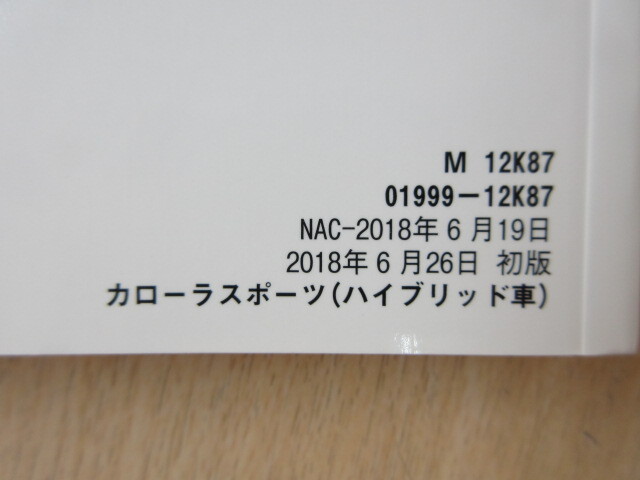 M 12K87
01999−12K87
NAC-2018年6月19日
2018年6月26日 初版
カローラスポーツ(ハイブリッド車)